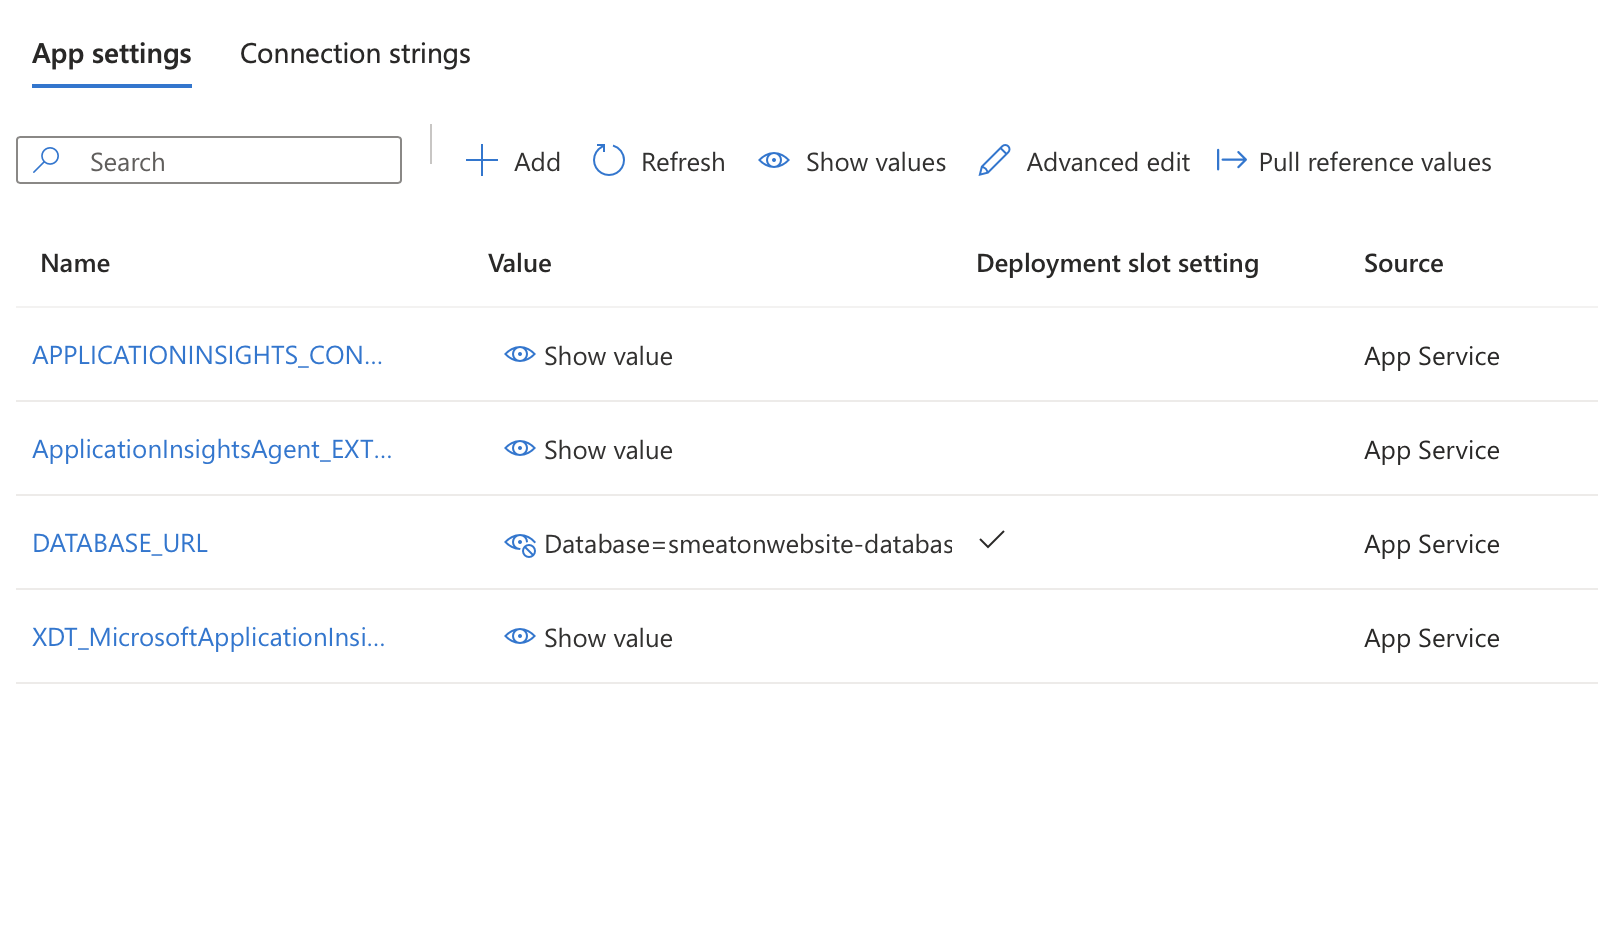 App settings Connection strings
Search Add Refresh Show values Advanced edit Pull reference values
Name Value Deployment slot setting Source
APPLICATIONINSIGHTS_CON... Show value App Service
ApplicationInsightsAgent_EXT... Show value App Service
DATABASE_URL Database=smeatonwebsite-databas App Service
XDT_MicrosoftApplicationInsi... Show value App Service